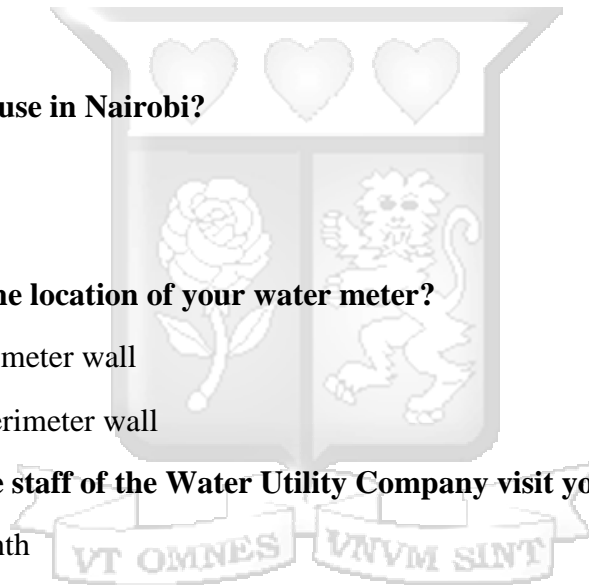 use in Nairobi?
location of your water meter?
meter wall
erimeter wall
e staff of the Water Utility Company visit yo
nth
VT OMNES VNVM SINT